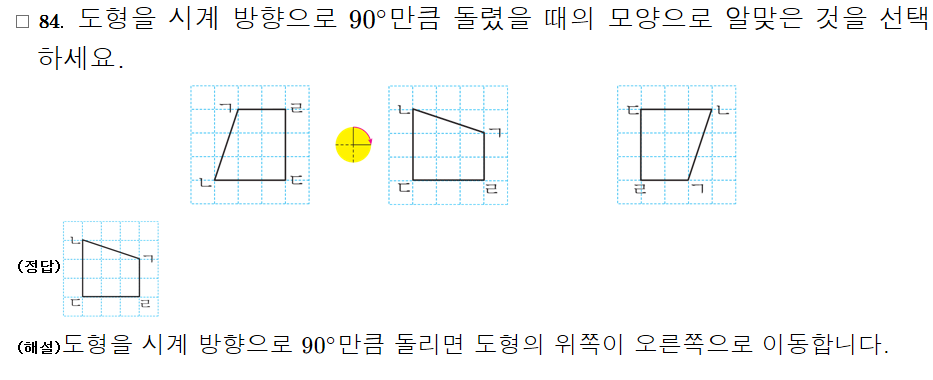 □ 84. 도형을 시계 방향으로 90°만큼 돌렸을 때의 모양으로 알맞은 것을 선택
하세요.
ㄱ ㄹ ㄴ ㄷ ㄴ
ㄱ
ㄴ ㄷ ㄷ ㄹ ㄹ ㄱ
ㄴ
ㄱ
(정답)
ㄷ ㄹ
(해설)도형을 시계 방향으로 90°만큼 돌리면 도형의 위쪽이 오른쪽으로 이동합니다.